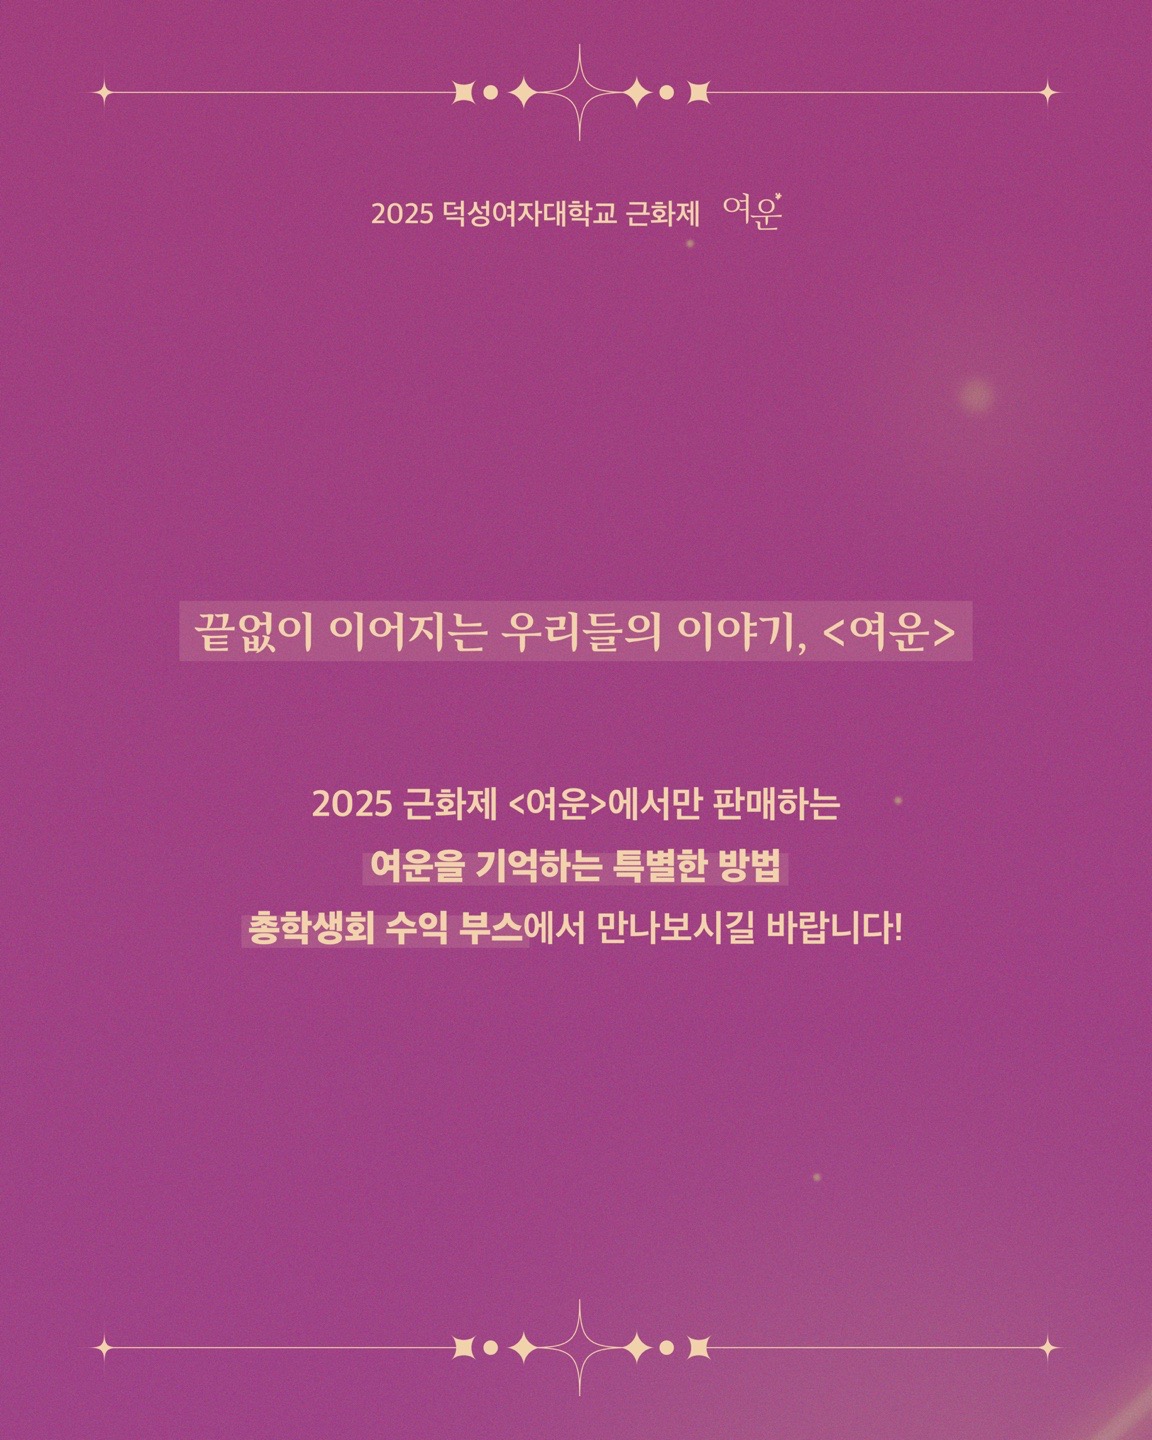 2025 덕성여자대학교 근화제 여운
끝없이 이어지는 우리들의 이야기, <여운>
2025 근화제 <여운>에서만 판매하는
여운을 기억하는 특별한 방법
총학생회 수익 부스에서 만나보시길 바랍니다!